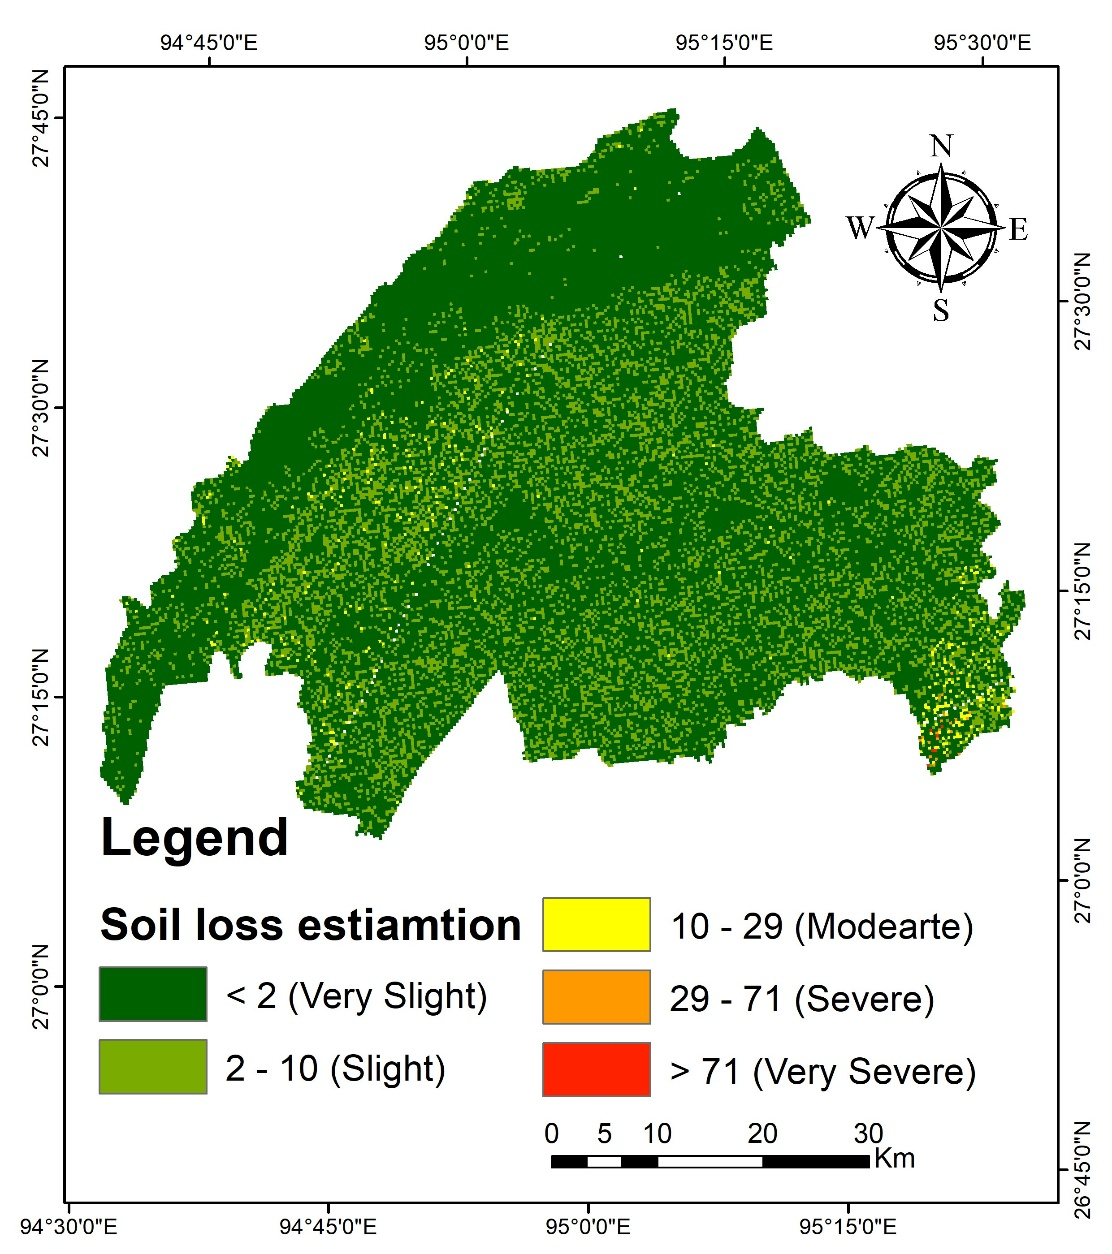 94°45'0"E 95°0'0"E 95°15'0"E 95°30'0"E
27°45'0"N
N
W E
S
27°30'0"N
27°30'0"N
27°15'0"N
27°15'0"N
Legend
Soil loss estiamtion
< 2 (Very Slight)
2 - 10 (Slight)
10 - 29 (Modearte)
29 - 71 (Severe)
> 71 (Very Severe)
27°0'0"N
27°0'0"N
0 5 10 20 30
Km
26°45'0"N
94°30'0"E 94°45'0"E 95°0'0"E 95°15'0"E